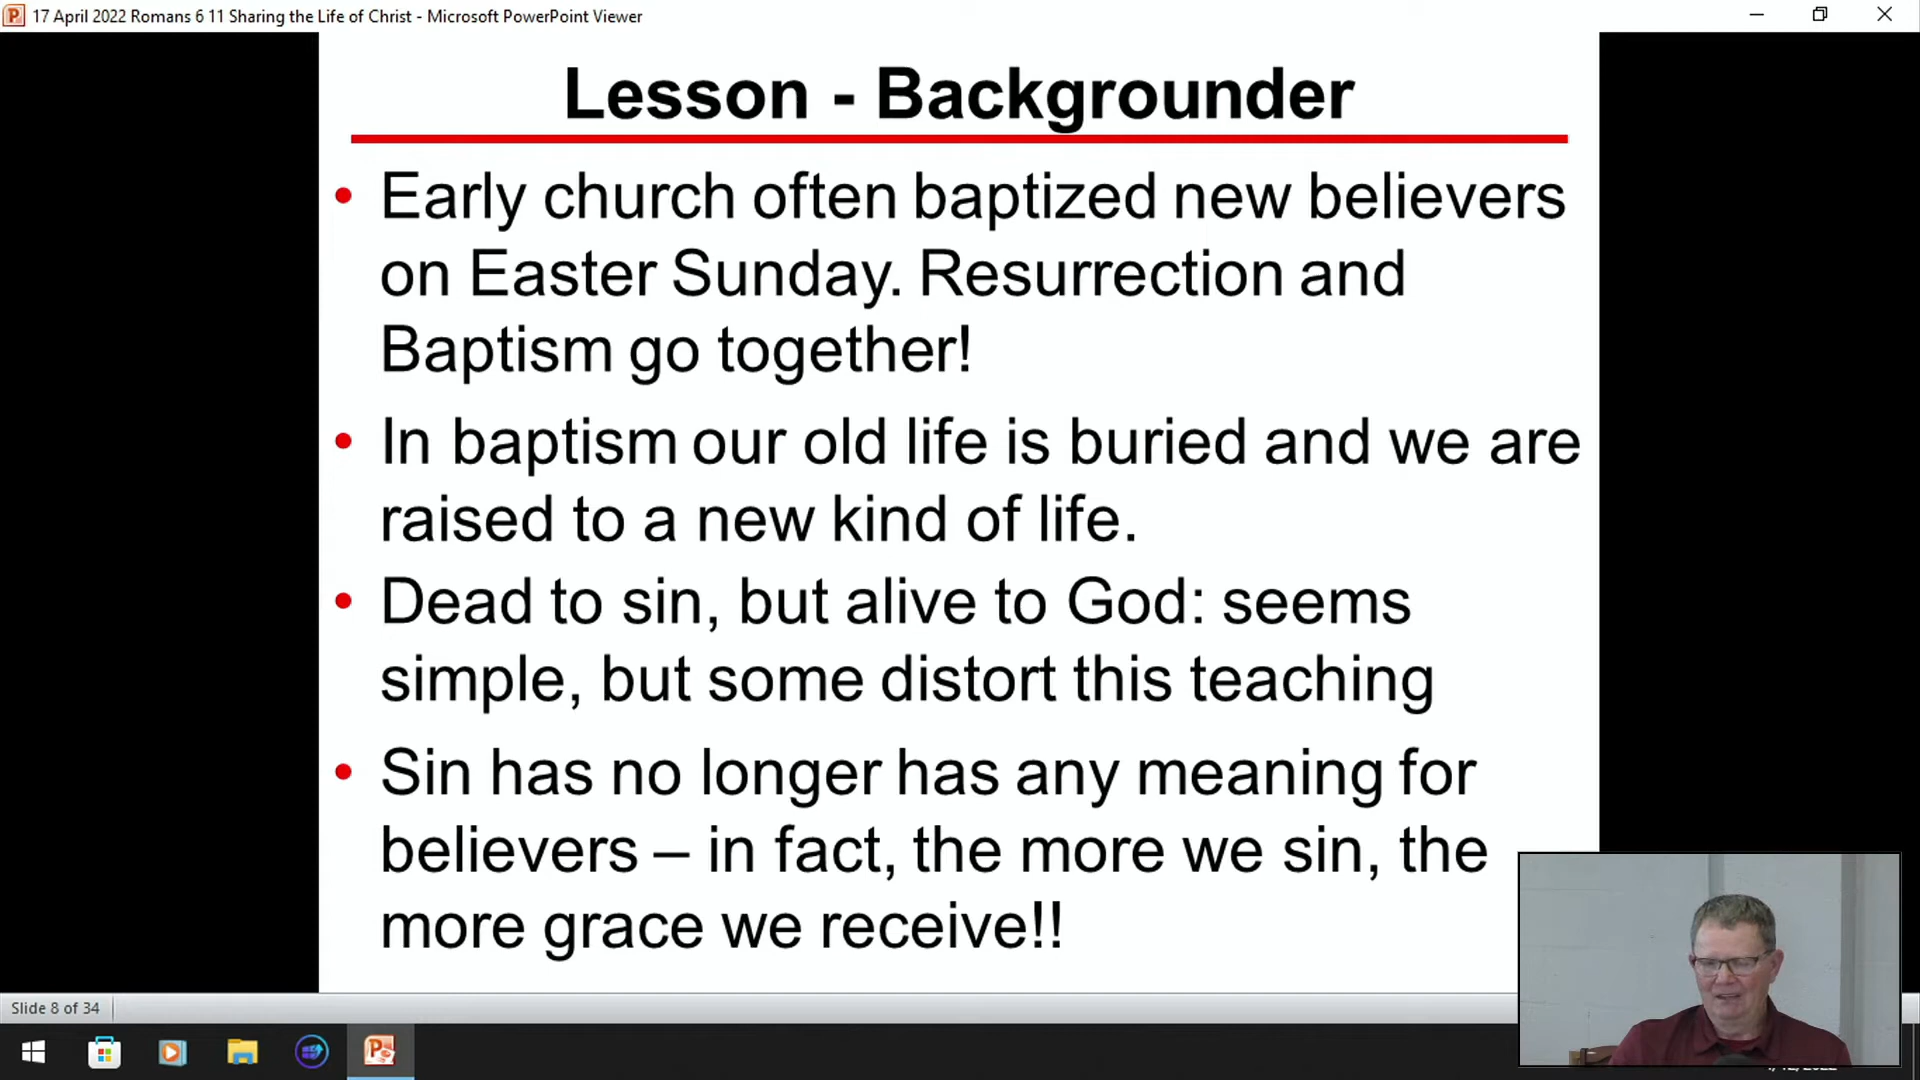 17 April 2022 Romans 6 11 Sharing the Life of Christ - Microsoft PowerPoint Viewer
Lesson - Backgrounder
• Early church often baptized new believers
on Easter Sunday. Resurrection and
Baptism go together!
• In baptism our old life is buried and we are
raised to a new kind of life.
• Dead to sin, but alive to God: seems
simple, but some distort this teaching
• Sin has no longer has any meaning for
believers – in fact, the more we sin, the
more grace we receive!!
Slide 8 of 34